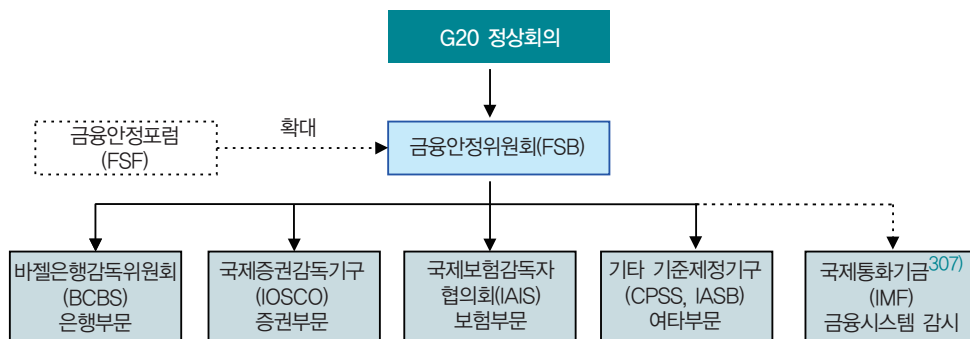 G20 정상회의
금융안정포럼
(FSF)
확대
금융안정위원회(FSB)
바젤은행감독위원회
(BCBS)
은행부문
국제증권감독기구
(IOSCO)
증권부문
국제보험감독자
협의회(IAIS)
보험부문
기타 기준제정기구
(CPSS, IASB)
여타부문
국제통화기금307)
(IMF)
금융시스템 감시